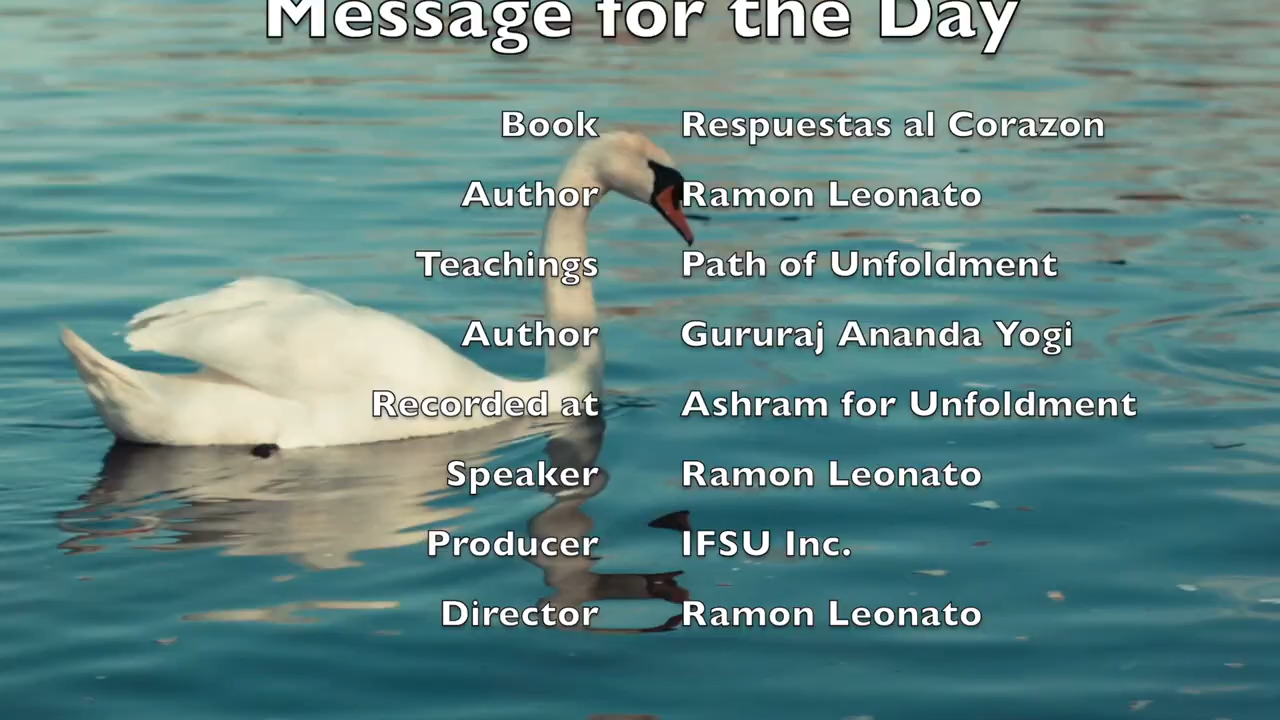 Message for the Day
Book Respuestas al Corazon
Author Ramon Leonato
Teachings Path of Unfoldment
Author Gururaj Ananda Yogi
Recorded at Ashram for Unfoldment
Speaker Ramon Leonato
Producer IFSU Inc.
Director Ramon Leonato